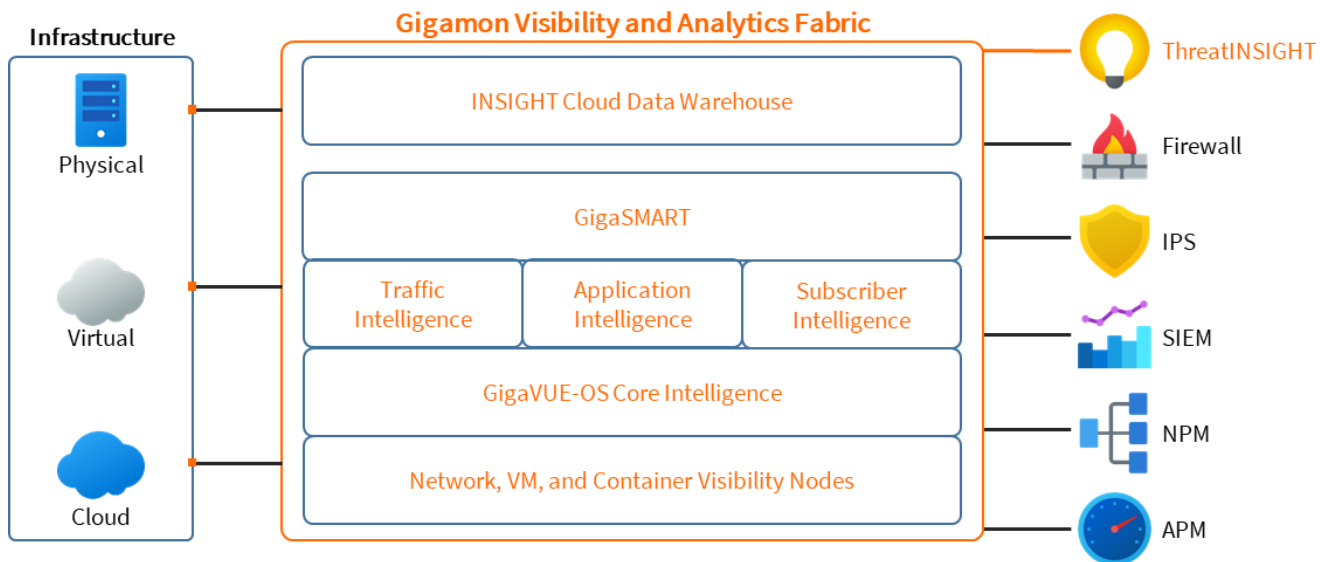 Gigamon Visibility and Analytics Fabric
Infrastructure
Physical
Virtual
Cloud
INSIGHT Cloud Data Warehouse
GigaSMART
Traffic
Intelligence
Application
Intelligence
Subscriber
Intelligence
GigaVUE-OS Core Intelligence
Network, VM, and Container Visibility Nodes
ThreatINSIGHT
Firewall
IPS
SIEM
NPM
APM